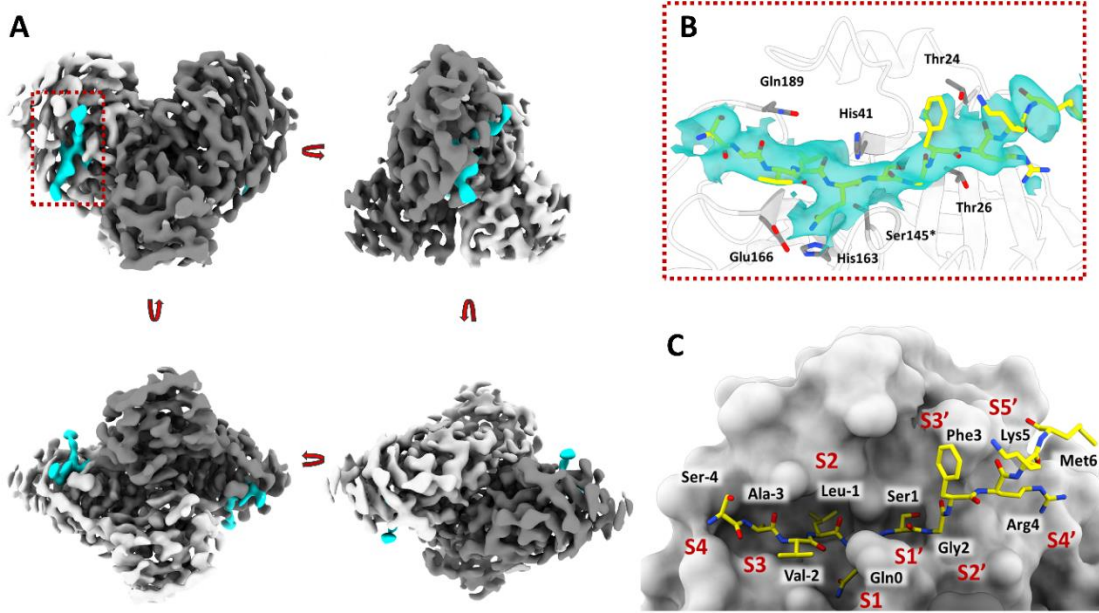 A
B
Thr24
Gln189
His41
Thr26
Ser145*
Glu166
His163
C
S3’
S5’
Phe3
Lys5
S2
Met6
Ser-4
Ala-3
Leu-1
Ser1
Arg4
S4
S3
S1’
Gly2
S4’
Val-2
Gln0
S2’
S1